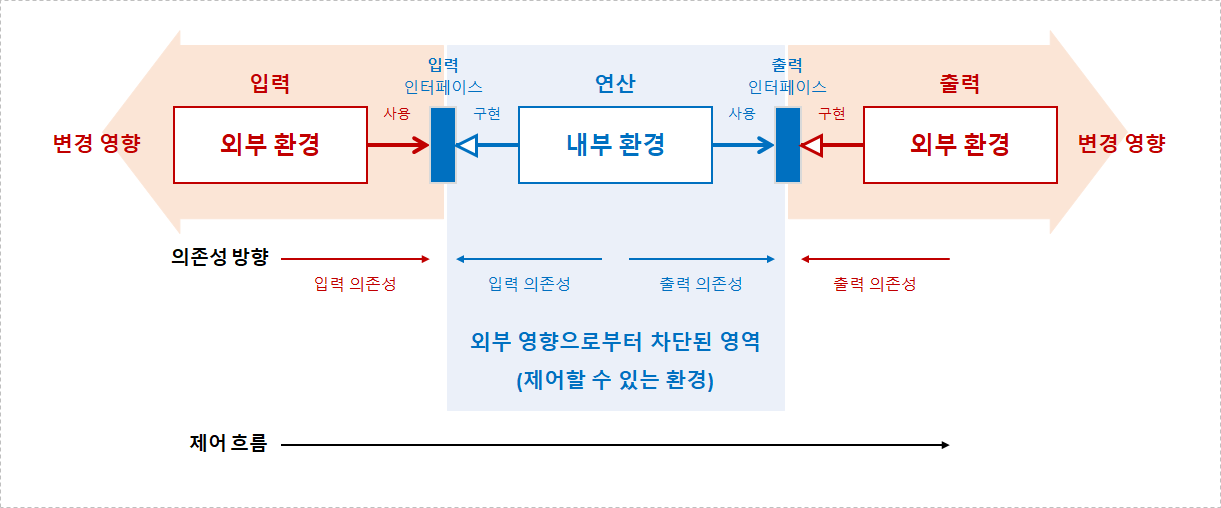 입력
입력
인터페이스
연산
출력
인터페이스
출력
변경 영향
외부 환경
사용
구현
내부 환경
사용
구현
외부 환경
변경 영향
의존성 방향
입력 의존성
입력 의존성
출력 의존성
출력 의존성
외부 영향으로부터 차단된 영역
(제어할 수 있는 환경)
제어 흐름